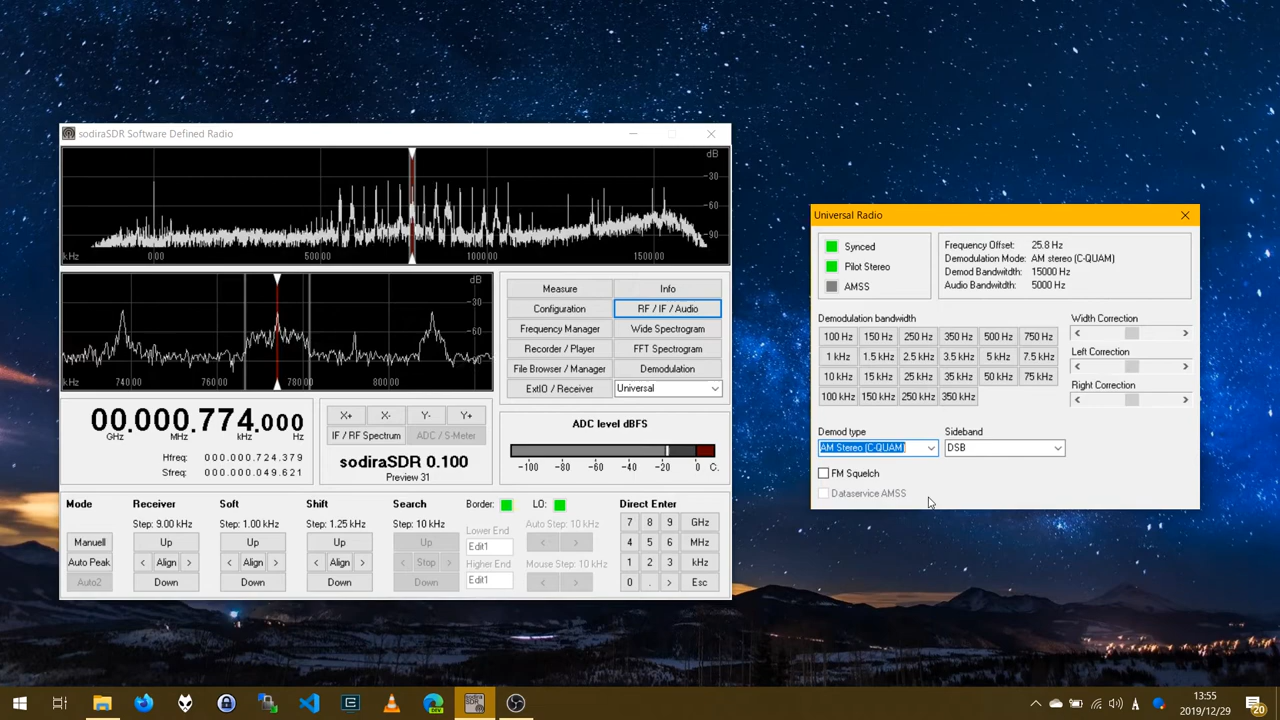 sodiraSDR Software Defined Radio
dB
-30
-60
-90
kHz 0.00 500.00 1000.00 1500.00
dB
-30
-60
kHz 740.00 760.00 780.00 800.00
Measure Info
Configuration RF / IF / Audio
Frequency Manager Wide Spectrogram
Recorder / Player FFT Spectrogram
File Browser / Manager Demodulation
ExtIO / Receiver Universal
00.000.774.000
GHz MHz kHz Hz
Ifreq: 000.000.724.379
Sfreq: 000.000.049.621
X+ X- Y- Y+
IF / RF Spectrum ADC / S-Meter
sodiraSDR 0.100
Preview 31
ADC level dBFS
-100 -80 -60 -40 -20 0 C.
Mode Receiver Soft Shift Search Border: LO: Direct Enter
Step: 9.00 kHz Step: 1.00 kHz Step: 1.25 kHz Step: 10 kHz Lower End Auto Step: 10 kHz 7 8 9 GHz
Manuell Up Up Up Up Edit1 < > 4 5 6 MHz
Auto Peak < Align > < Align > < Align > < Stop > Higher End Mouse Step: 10 kHz 1 2 3 kHz
Auto2 Down Down Down Down Edit1 < > 0 . > Esc
Universal Radio
Synced
Pilot Stereo
AMSS
Frequency Offset: 25.8 Hz
Demodulation Mode: AM stereo (C-QUAM)
Demod Bandwitdth: 15000 Hz
Audio Bandwidth: 5000 Hz
Demodulation bandwidth
100 Hz 150 Hz 250 Hz 350 Hz 500 Hz 750 Hz
1 kHz 1.5 kHz 2.5 kHz 3.5 kHz 5 kHz 7.5 kHz
10 kHz 15 kHz 25 kHz 35 kHz 50 kHz 75 kHz
100 kHz 150 kHz 250 kHz 350 kHz
Width Correction
Left Correction
Right Correction
Demod type Sideband
AM Stereo (C-QUAM) DSB
FM Squelch
Dataservice AMSS
DEV
sodira
SDR
A
13:55
2019/12/29
20